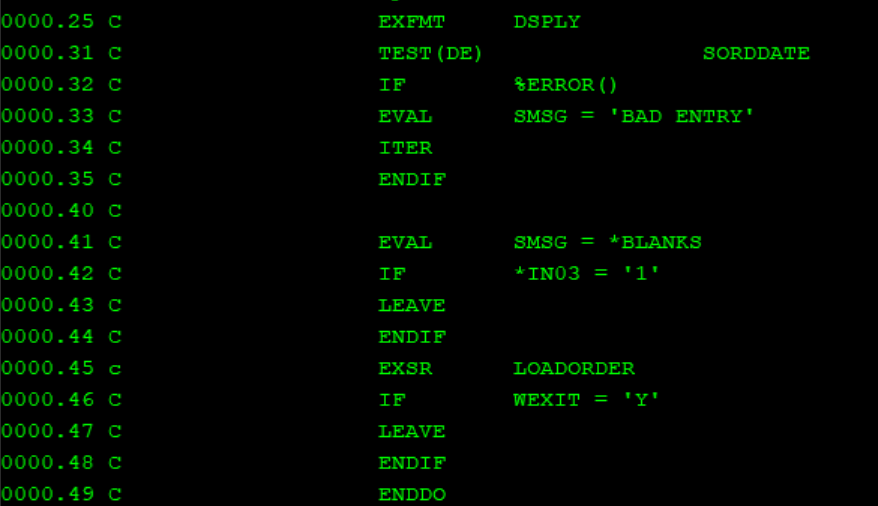 0000.25 C EXFMT DSPLY
0000.31 C TEST(DE) SORDDATE
0000.32 C IF %ERROR()
0000.33 C EVAL SMSG = 'BAD ENTRY'
0000.34 C ITER
0000.35 C ENDIF
0000.40 C
0000.41 C EVAL SMSG = *BLANKS
0000.42 C IF *IN03 = '1'
0000.43 C LEAVE
0000.44 C ENDIF
0000.45 c EXSR LOADORDER
0000.46 C IF WEXIT = 'Y'
0000.47 C LEAVE
0000.48 C ENDIF
0000.49 C ENDDO